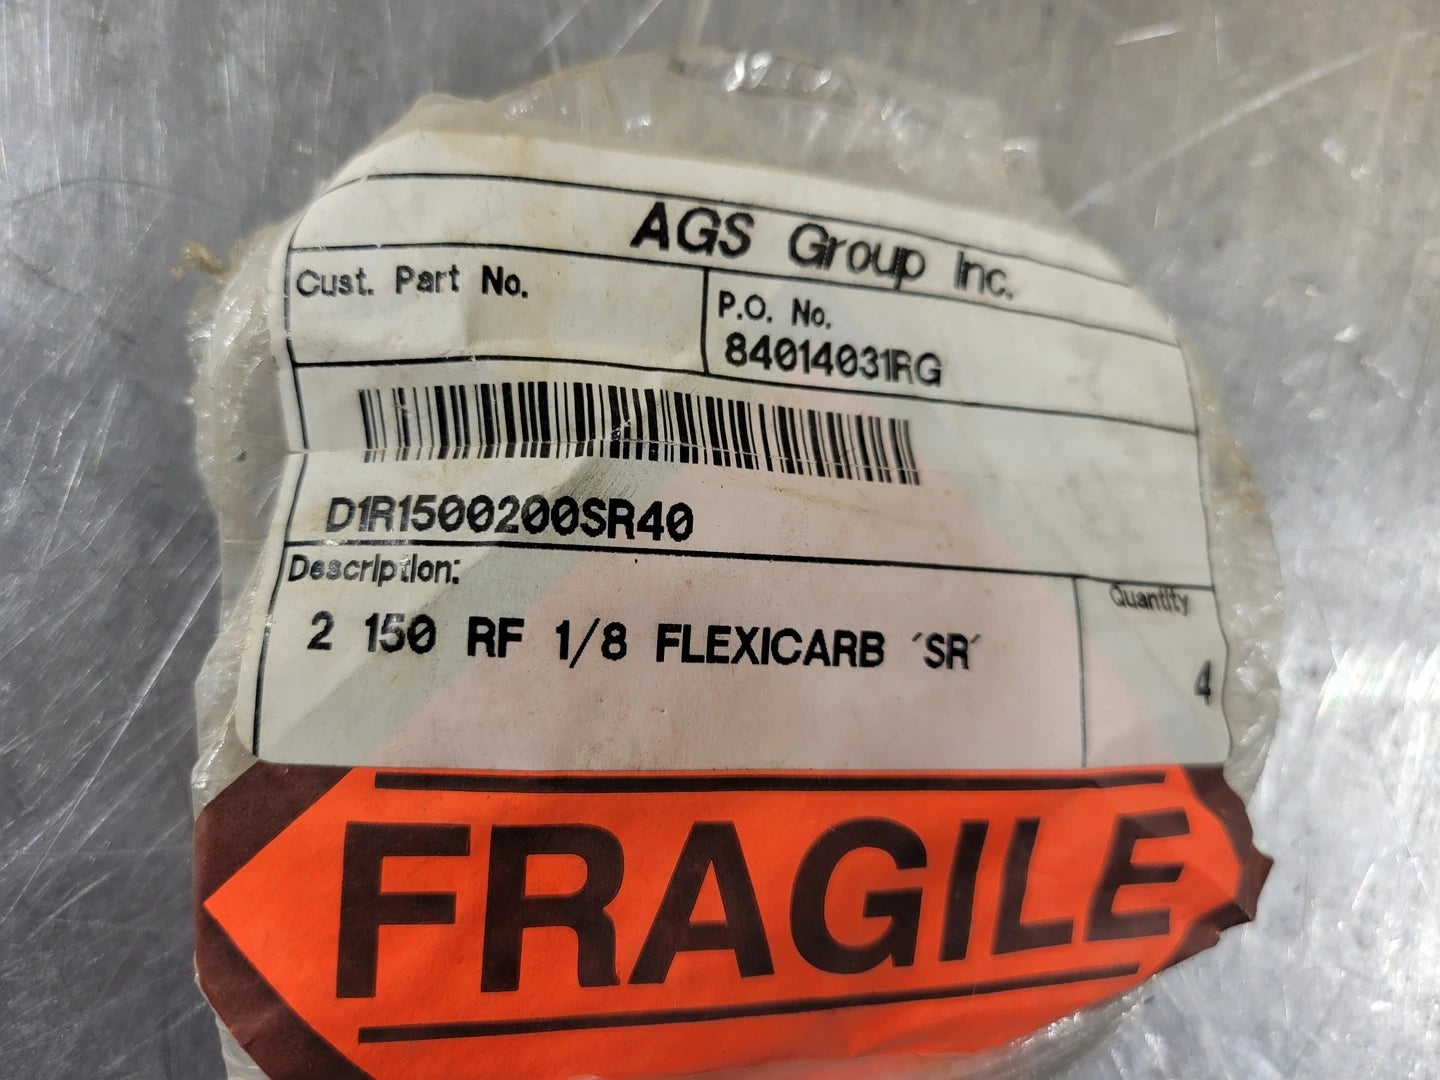 AGS Group Inc.
Cust. Part No.
P.O. No.
84014031RG
D1R1500200SR40
Description:
Quantity
2 150 RF 1/8 FLEXICARB ´SR´
4
FRAGILE